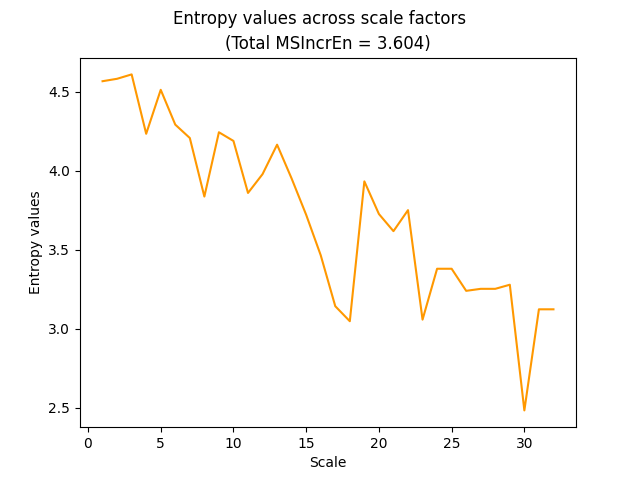 Entropy values across scale factors
(Total MSIncrEn = 3.604)
4.5
4.0
3.5
3.0
2.5
Entropy values
0 5 10 15 20 25 30
Scale